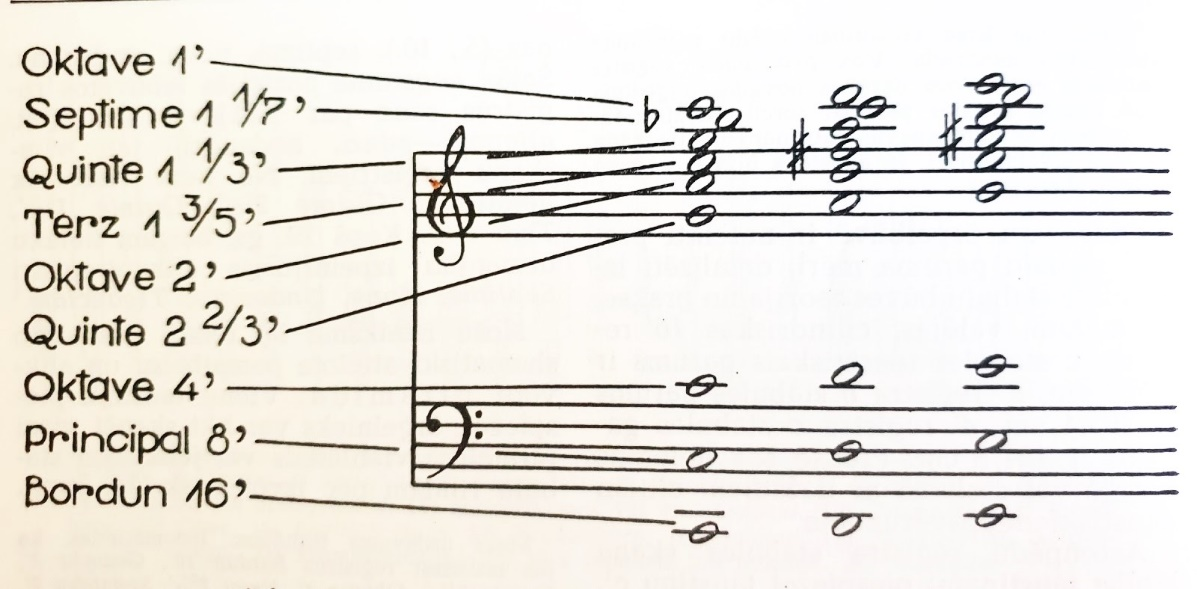 Oktave 1’
Septime 1 1/7’
Quinte 1 1/3’
Terz 1 3/5’
Oktave 2’
Quinte 2 2/3’
Oktave 4’
Principal 8’
Bordun 16’